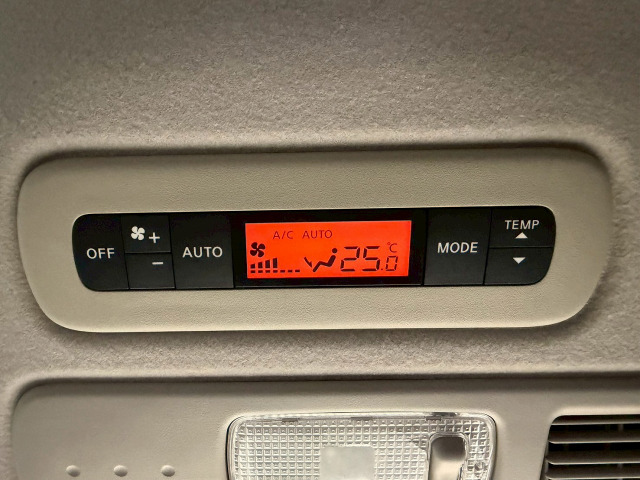 OFF
+
-
AUTO
A/C AUTO
25.0 °C
MODE
TEMP